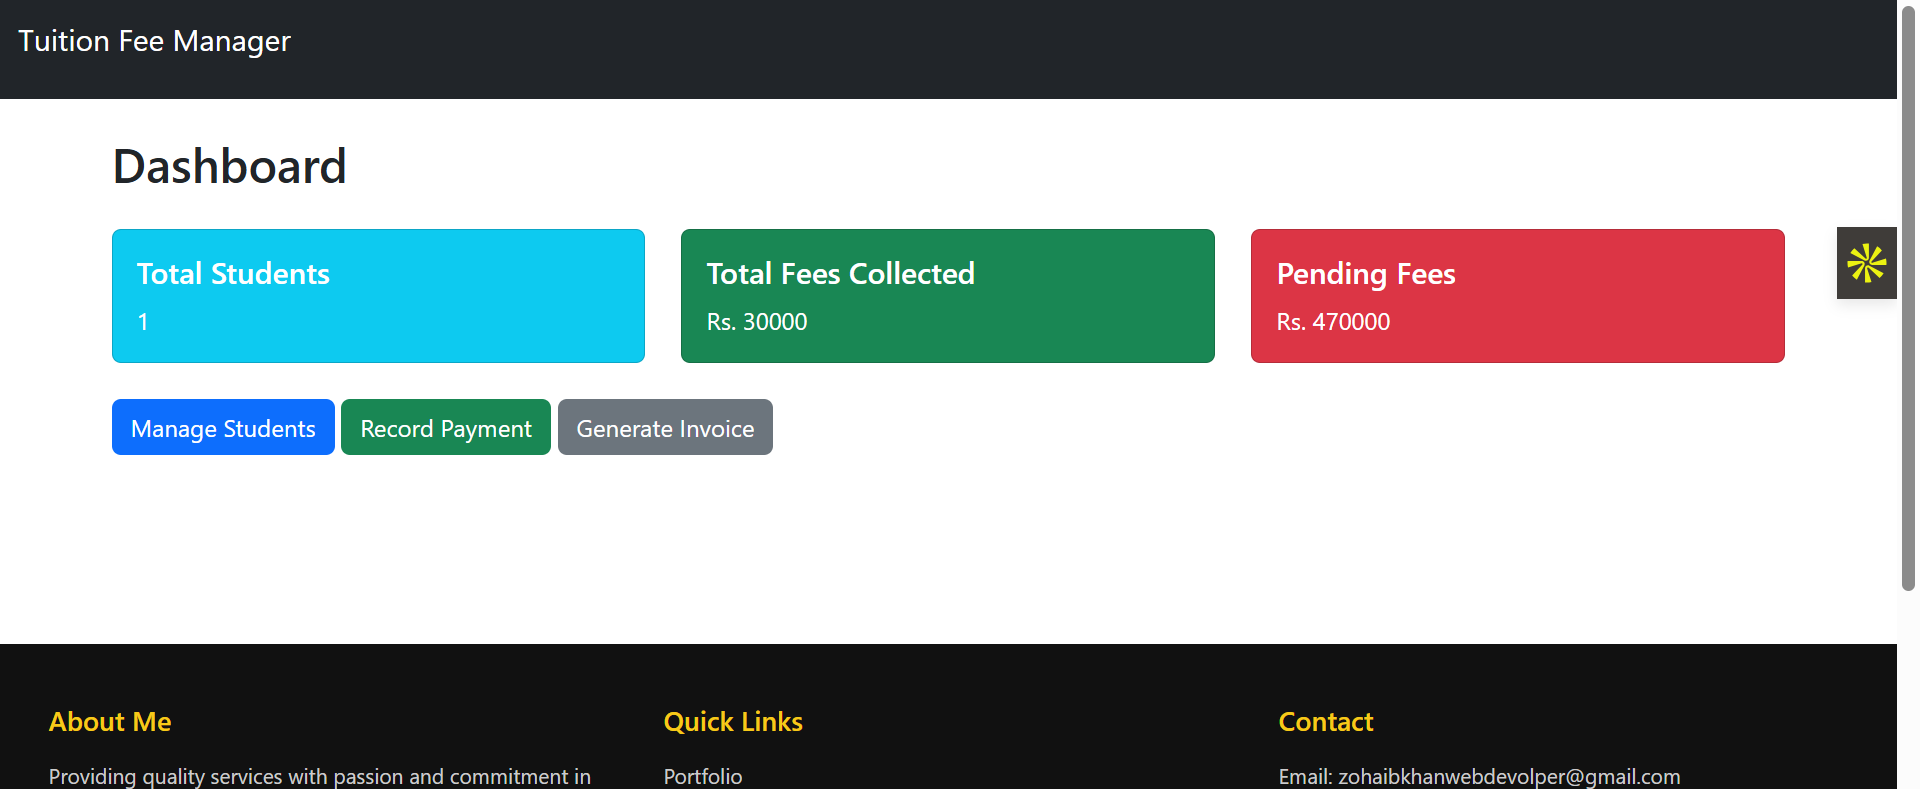 Tuition Fee Manager
Dashboard
Total Students
1
Total Fees Collected
Rs. 30000
Pending Fees
Rs. 470000
Manage Students
Record Payment
Generate Invoice
About Me
Providing quality services with passion and commitment in
Quick Links
Portfolio
Contact
Email: zohaibkhanwebdevolper@gmail.com